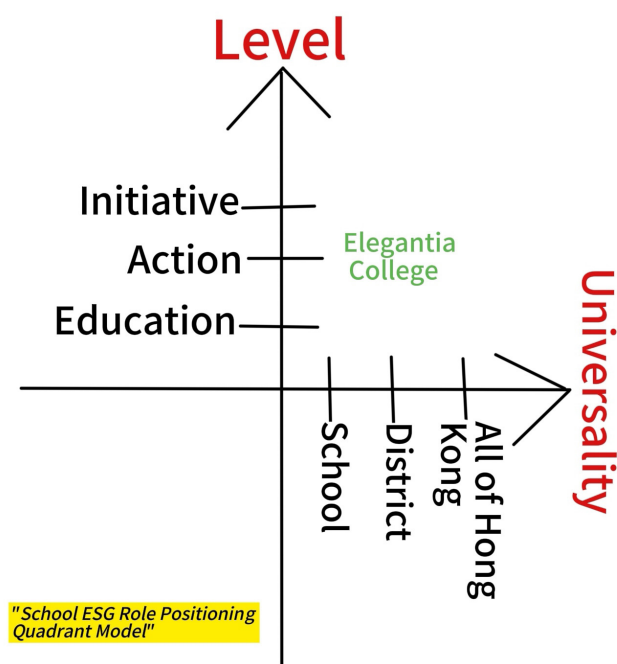 Level
Initiative
Action
Education
Elegantia
College
Universality
School
District
All of Hong
Kong
"School ESG Role Positioning
Quadrant Model"